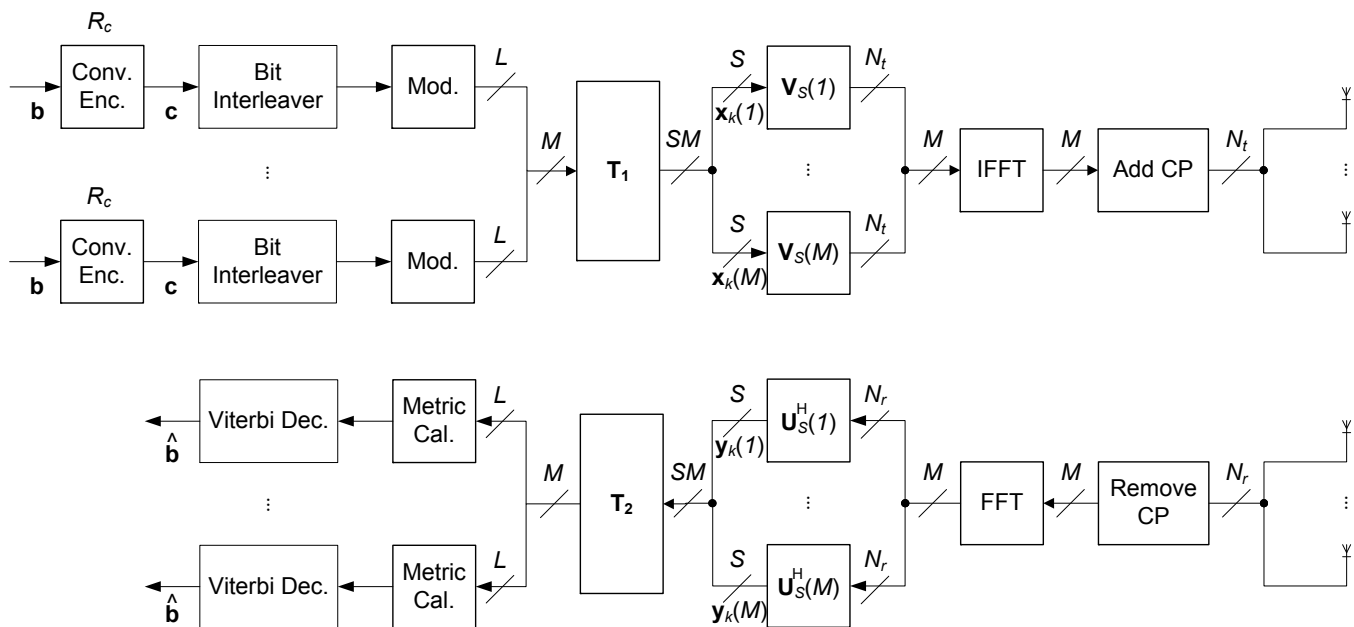 R_c
Conv. Enc.
b
c
Bit Interleaver
Mod.
L
...
R_c
Conv. Enc.
b
c
Bit Interleaver
Mod.
L
M
T_1
SM
S
x_k(1)
V_S(1)
N_t
...
S
x_k(M)
V_S(M)
N_t
M
IFFT
M
Add CP
N_t
...
b̂
Viterbi Dec.
Metric Cal.
L
...
b̂
Viterbi Dec.
Metric Cal.
L
M
T_2
SM
S
y_k(1)
U_S^H(1)
N_r
...
S
y_k(M)
U_S^H(M)
N_r
M
FFT
M
Remove CP
N_r
...